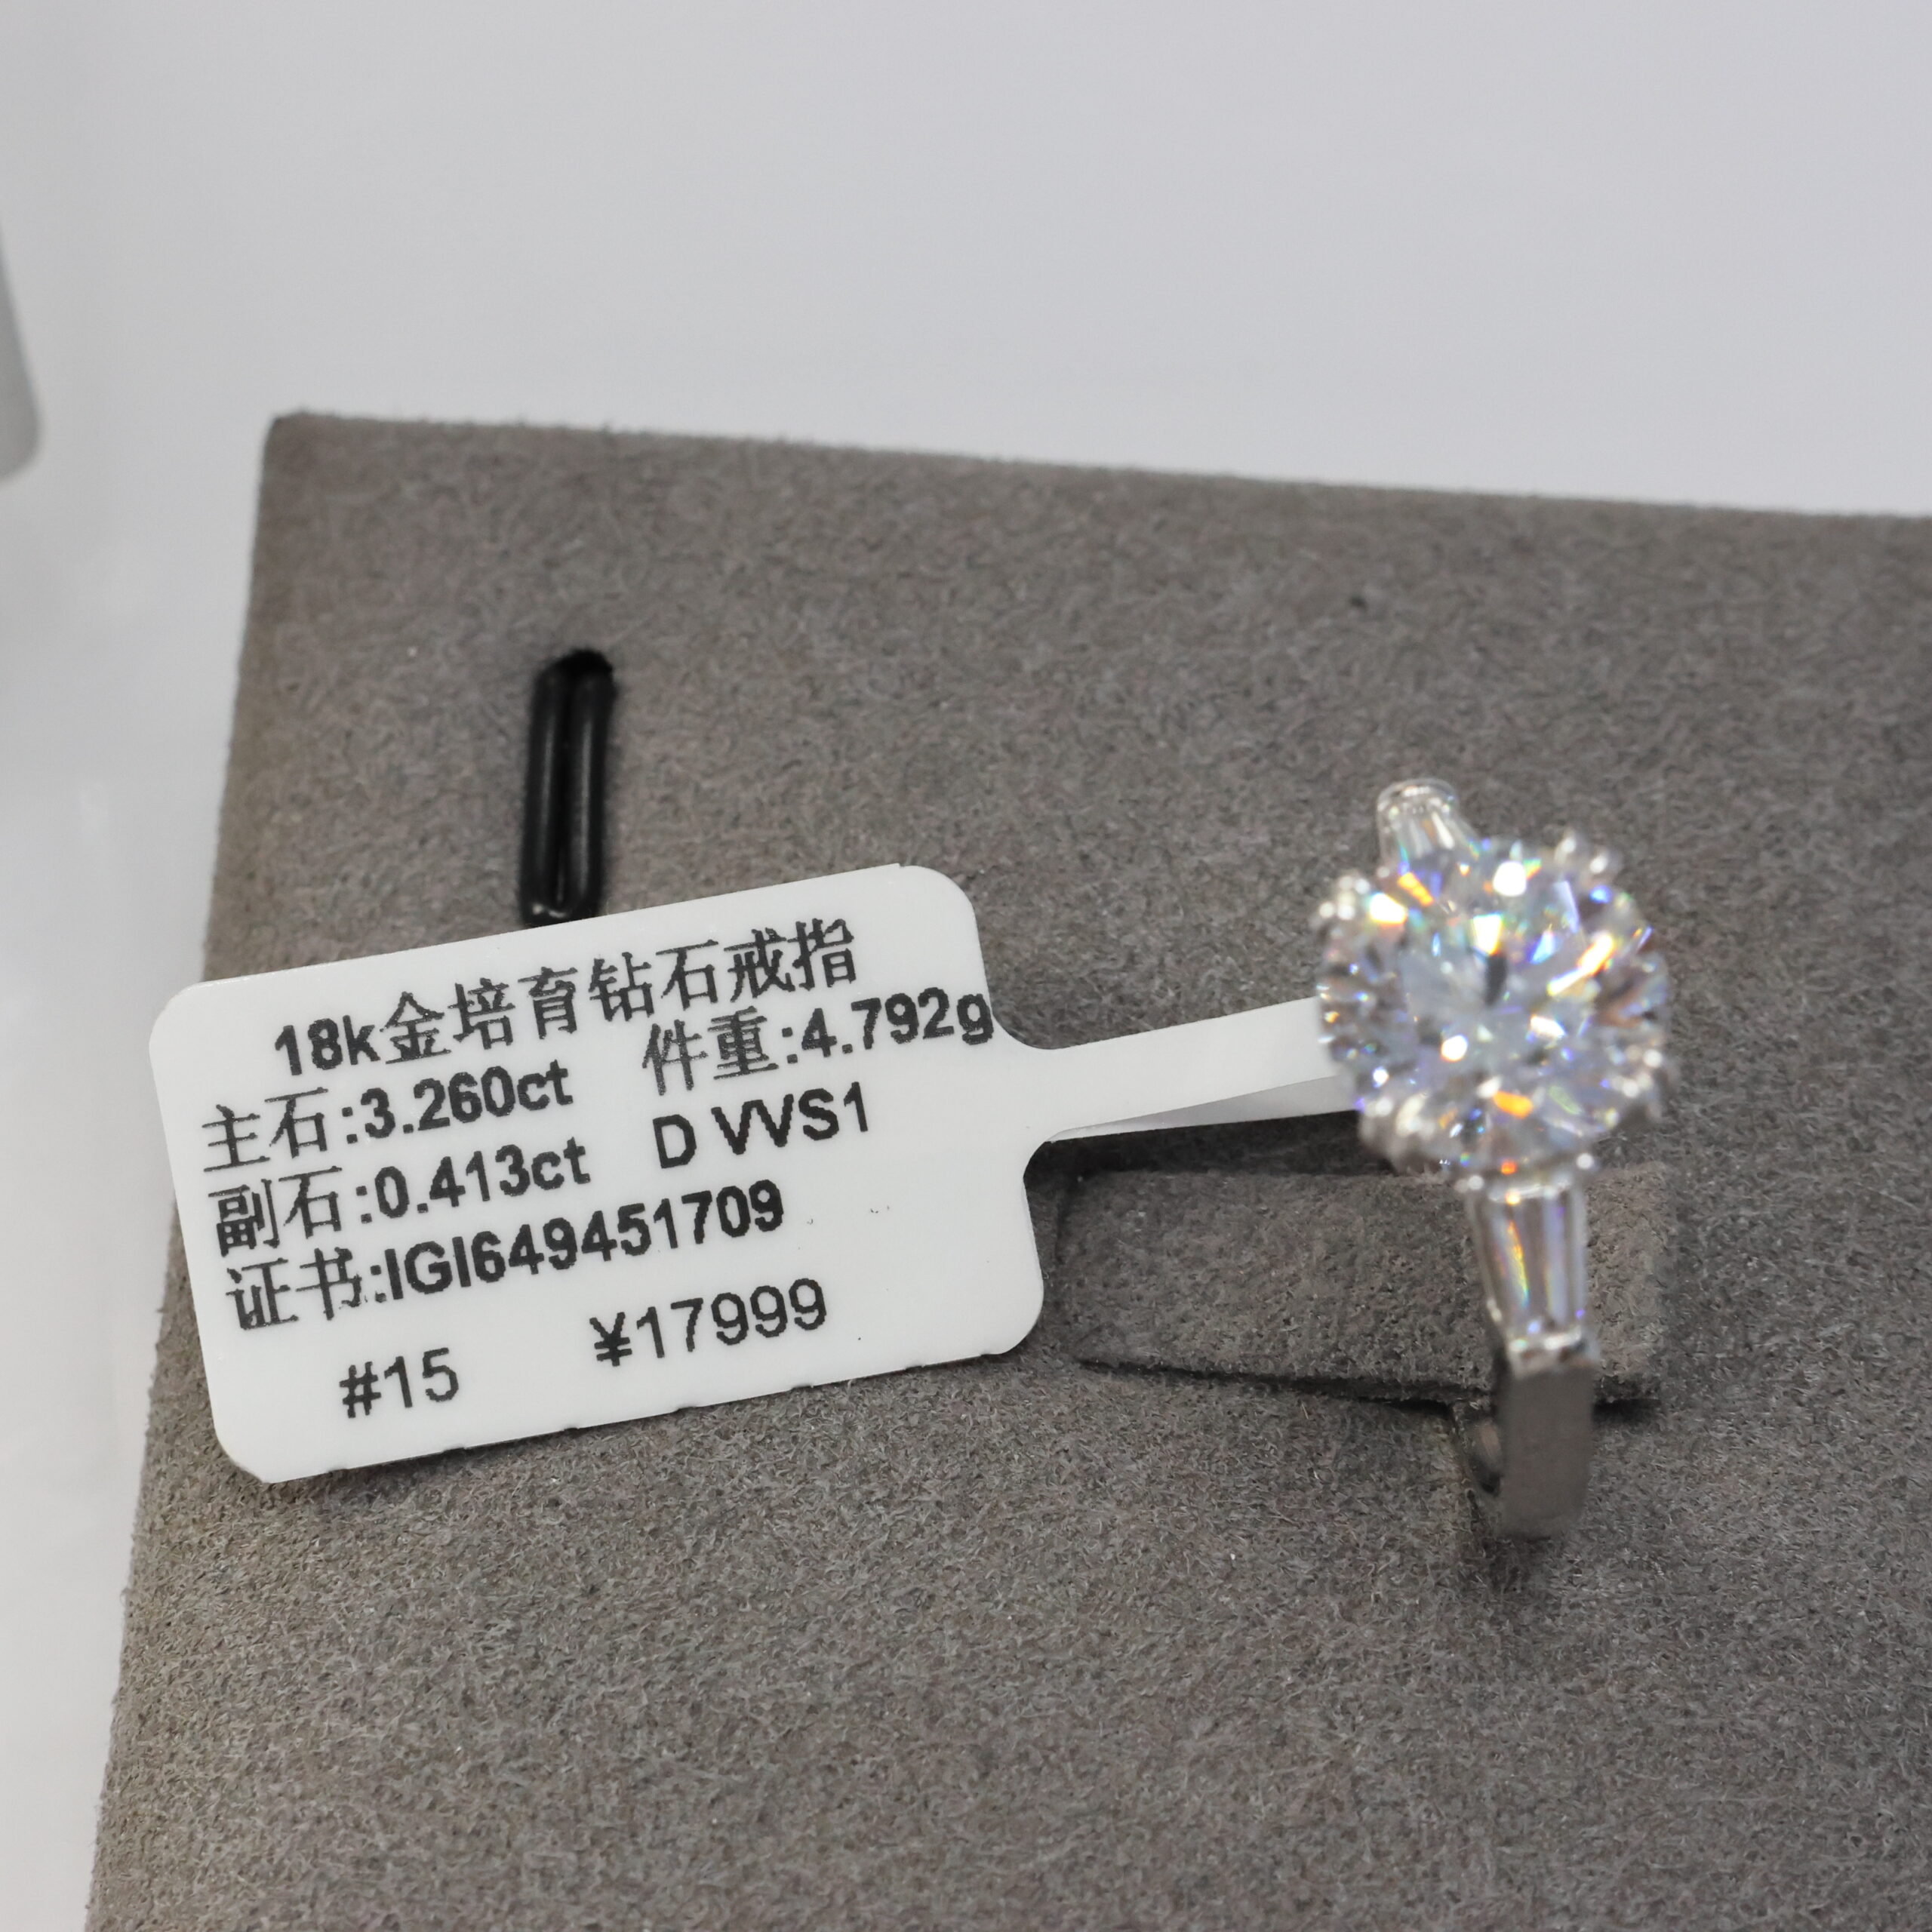 18k金培育钻石戒指
主石:3.260ct 件重:4.792g
副石:0.413ct D VVS1
证书:IGI649451709
#15 ¥17999